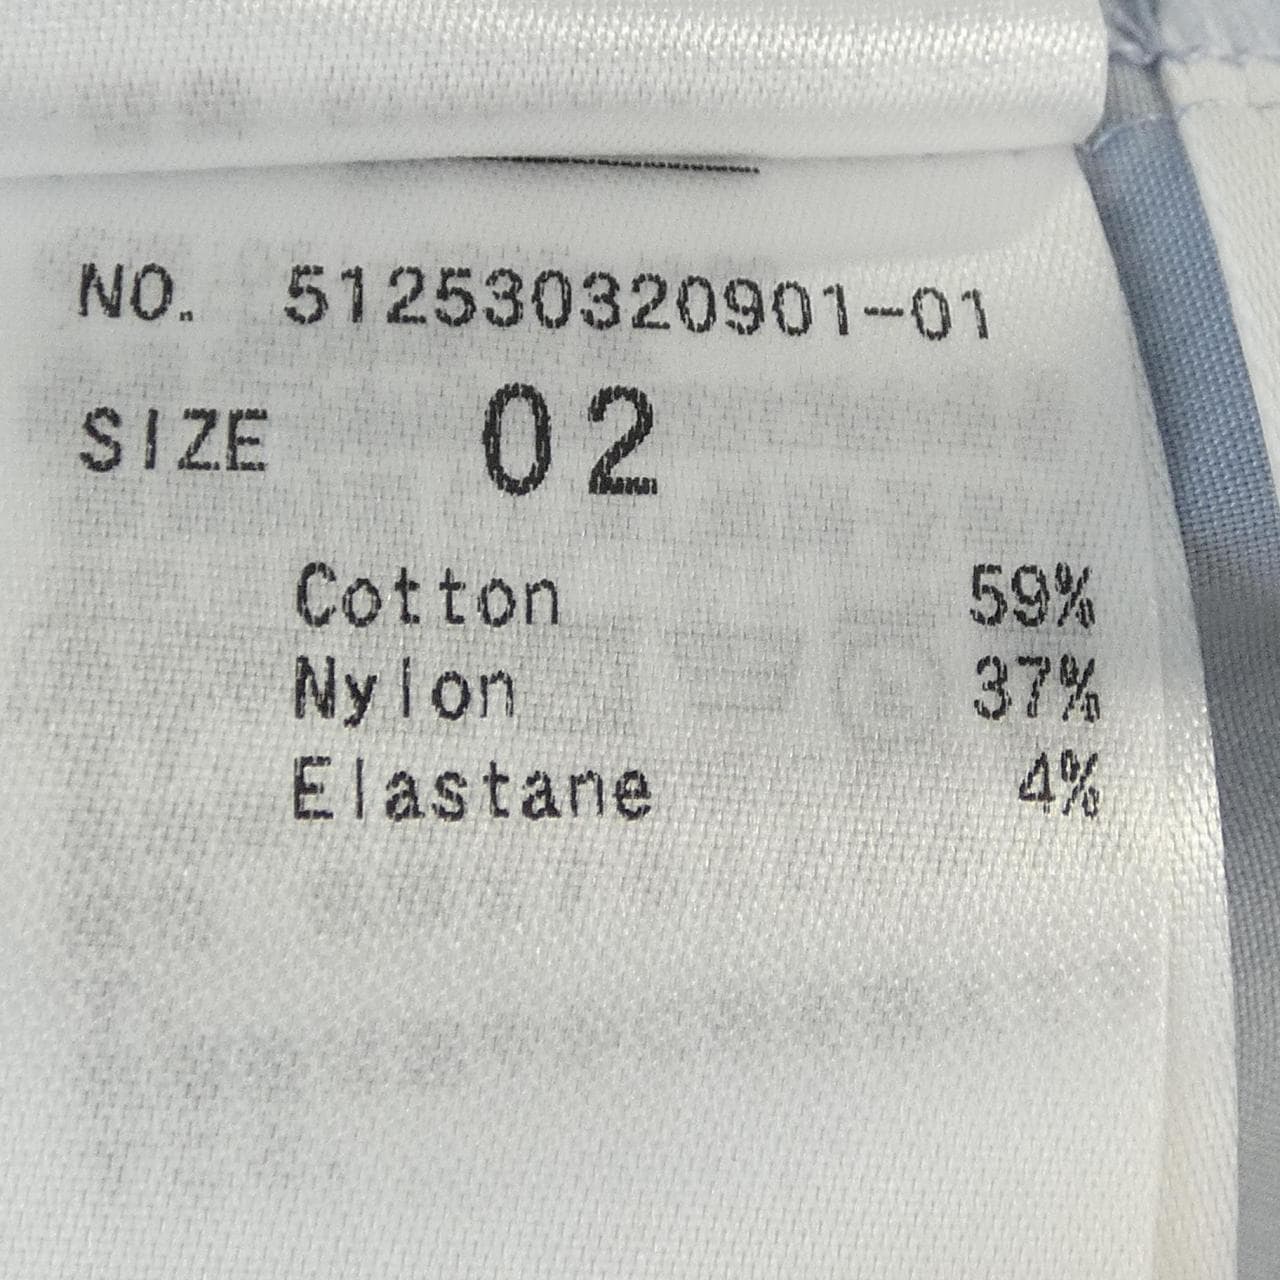 NO. 512530320901-01
SIZE 02
Cotton 59%
Nylon 37%
Elastane 4%